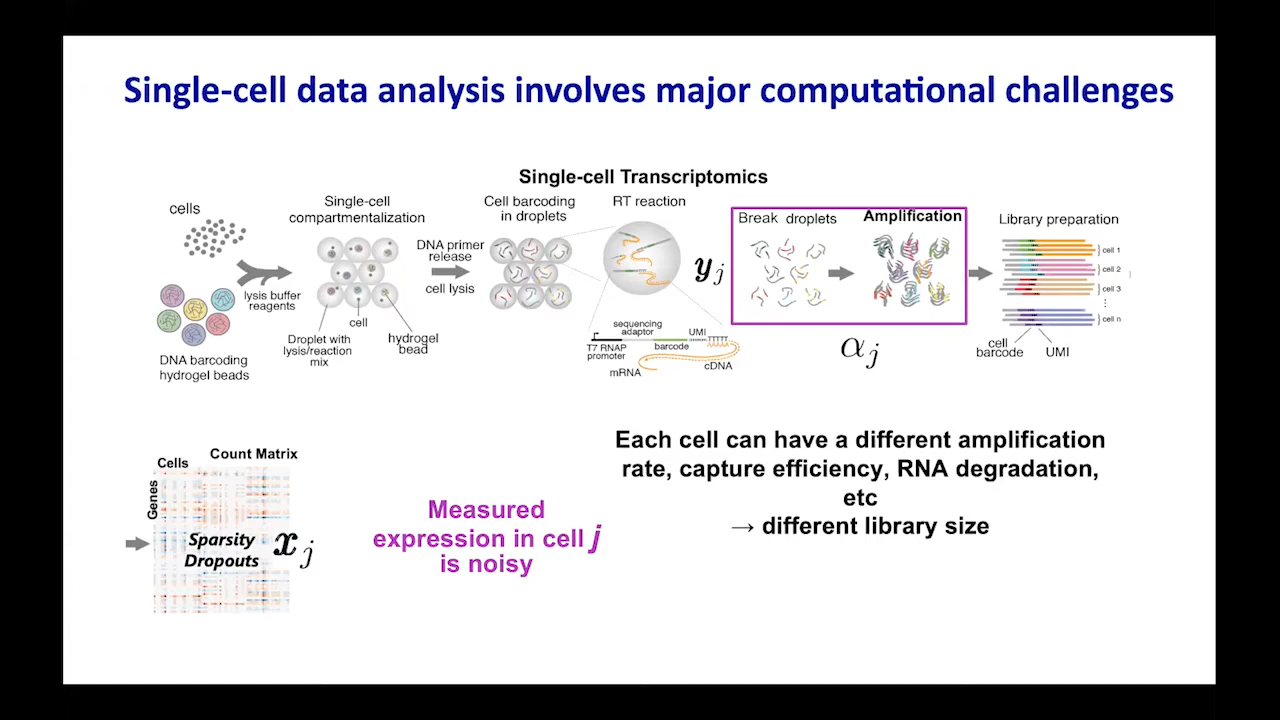 Single-cell data analysis involves major computational challenges
Single-cell Transcriptomics
cells
DNA barcoding
hydrogel beads
lysis buffer
reagents
Single-cell
compartmentalization
Droplet with
lysis/reaction
mix
cell
hydrogel
bead
DNA primer
release
cell lysis
Cell barcoding
in droplets
RT reaction
sequencing
adaptor
UMI
TTTTT
T7 RNAP
promoter
barcode
mRNA
cDNA
y_j
Break droplets
Amplification
α_j
Library preparation
cell 1
cell 2
cell 3
⋮
cell n
cell
barcode
UMI
Cells
Count Matrix
Genes
Sparsity
Dropouts
x_j
Measured
expression in cell j
is noisy
Each cell can have a different amplification
rate, capture efficiency, RNA degradation,
etc
→ different library size